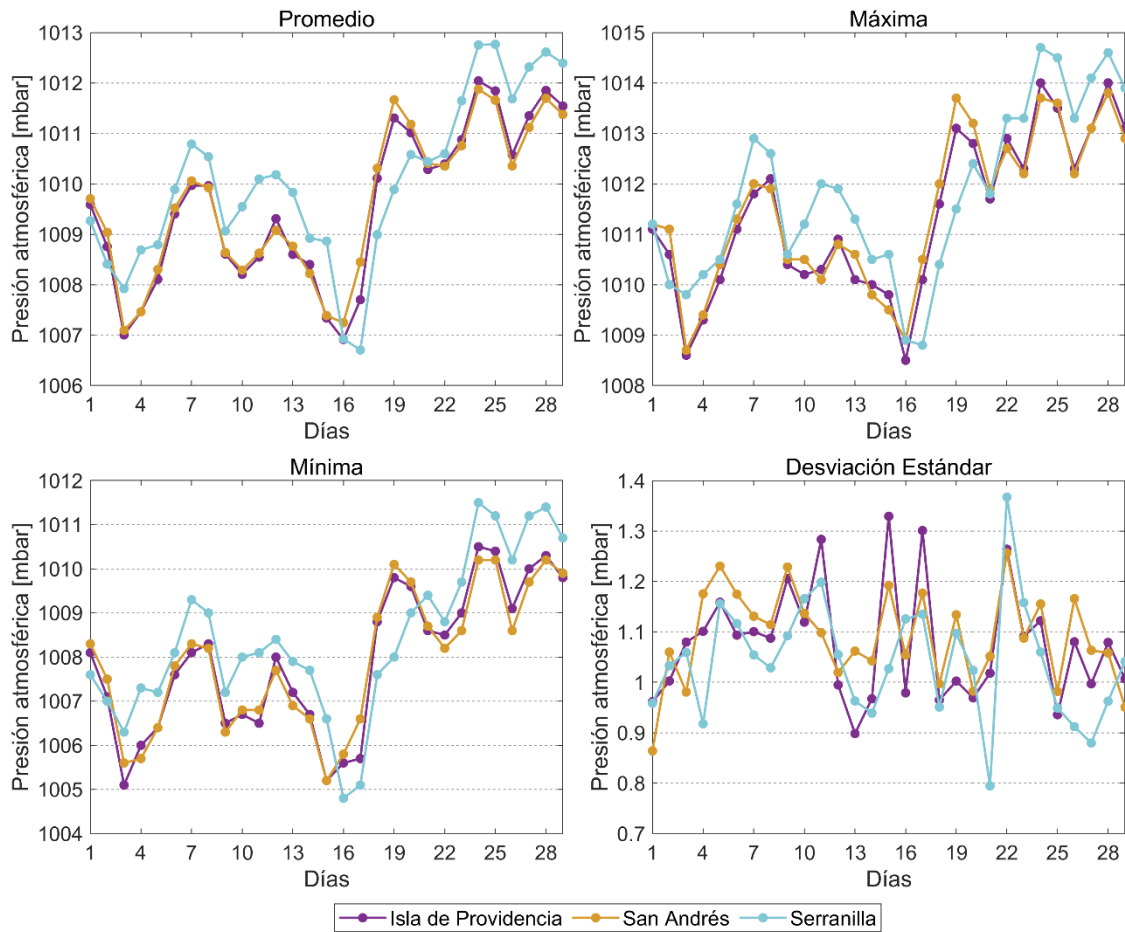 Promedio
Presión atmosférica [mbar]
1013
1012
1011
1010
1009
1008
1007
1006
1 4 7 10 13 16 19 22 25 28
Días
Máxima
Presión atmosférica [mbar]
1015
1014
1013
1012
1011
1010
1009
1008
1 4 7 10 13 16 19 22 25 28
Días
Mínima
Presión atmosférica [mbar]
1012
1011
1010
1009
1008
1007
1006
1005
1004
1 4 7 10 13 16 19 22 25 28
Días
Desviación Estándar
Presión atmosférica [mbar]
1.4
1.3
1.2
1.1
1
0.9
0.8
0.7
1 4 7 10 13 16 19 22 25 28
Días
Isla de Providencia San Andrés Serranilla